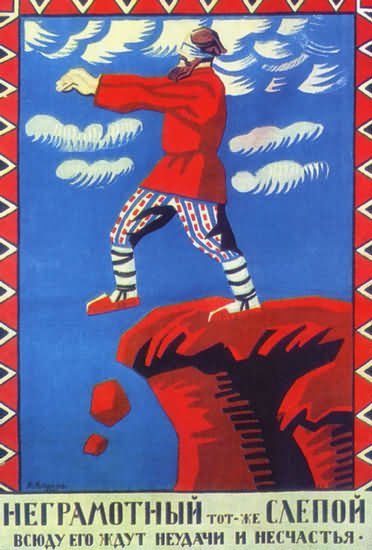 НЕГРАМОТНЫЙ ТОТ-ЖЕ СЛЕПОЙ
ВСЮДУ ЕГО ЖДУТ НЕУДАЧИ И НЕСЧАСТЬЯ.